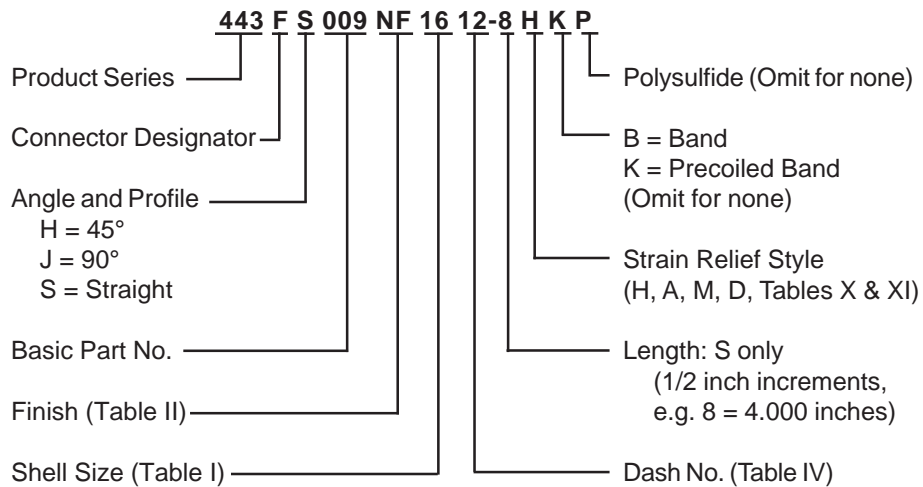 443 F S 009 NF 16 12-8 H K P
Product Series
Connector Designator
Angle and Profile
H = 45°
J = 90°
S = Straight
Basic Part No.
Finish (Table II)
Shell Size (Table I)
Polysulfide (Omit for none)
B = Band
K = Precoiled Band
(Omit for none)
Strain Relief Style
(H, A, M, D, Tables X & XI)
Length: S only
(1/2 inch increments,
e.g. 8 = 4.000 inches)
Dash No. (Table IV)